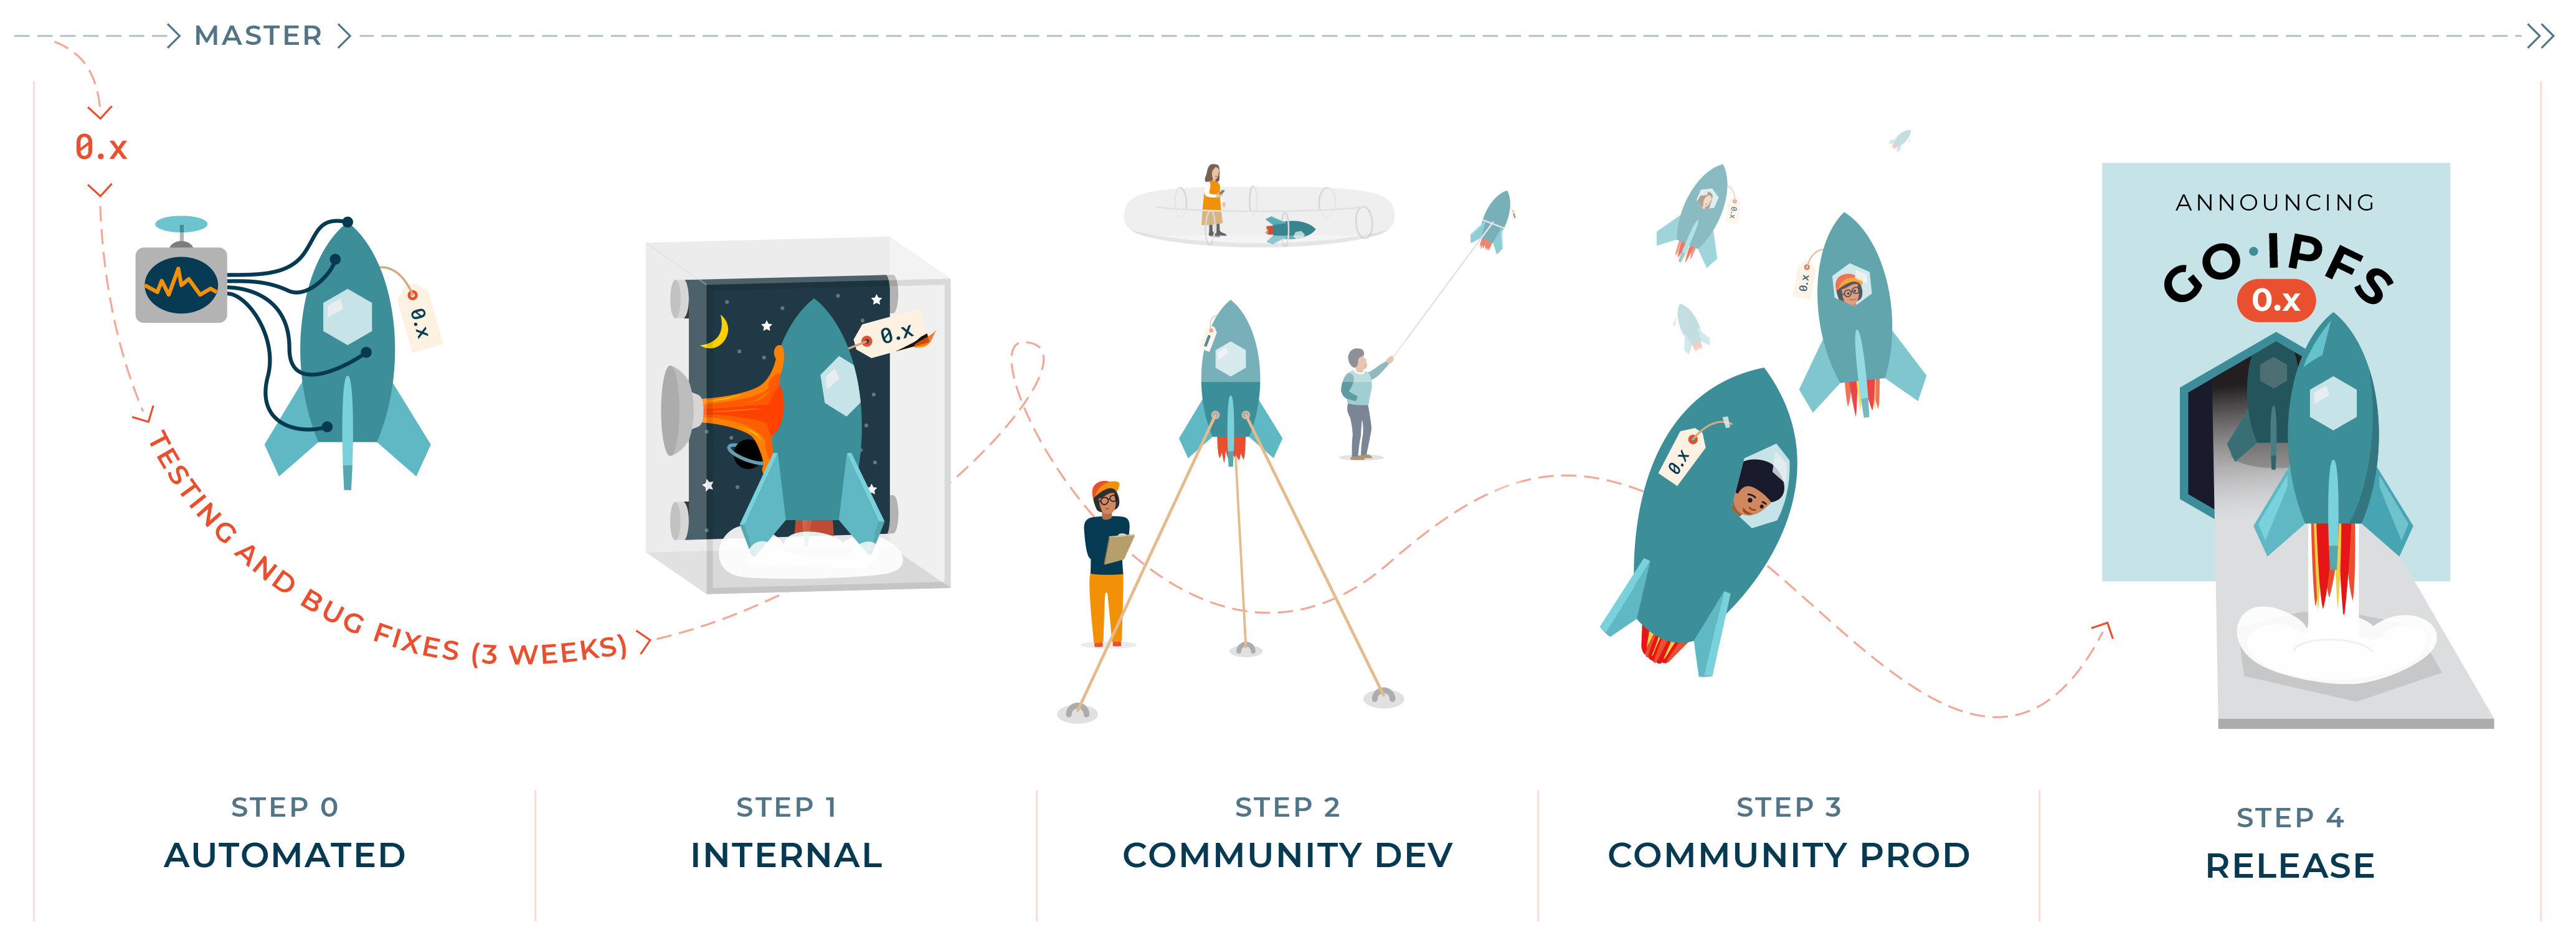 MASTER
0.x
TESTING AND BUG FIXES (3 WEEKS)
0.x
0.x
0.x
0.x
0.x
ANNOUNCING
GO·IPFS
0.x
STEP 0
AUTOMATED
STEP 1
INTERNAL
STEP 2
COMMUNITY DEV
STEP 3
COMMUNITY PROD
STEP 4
RELEASE